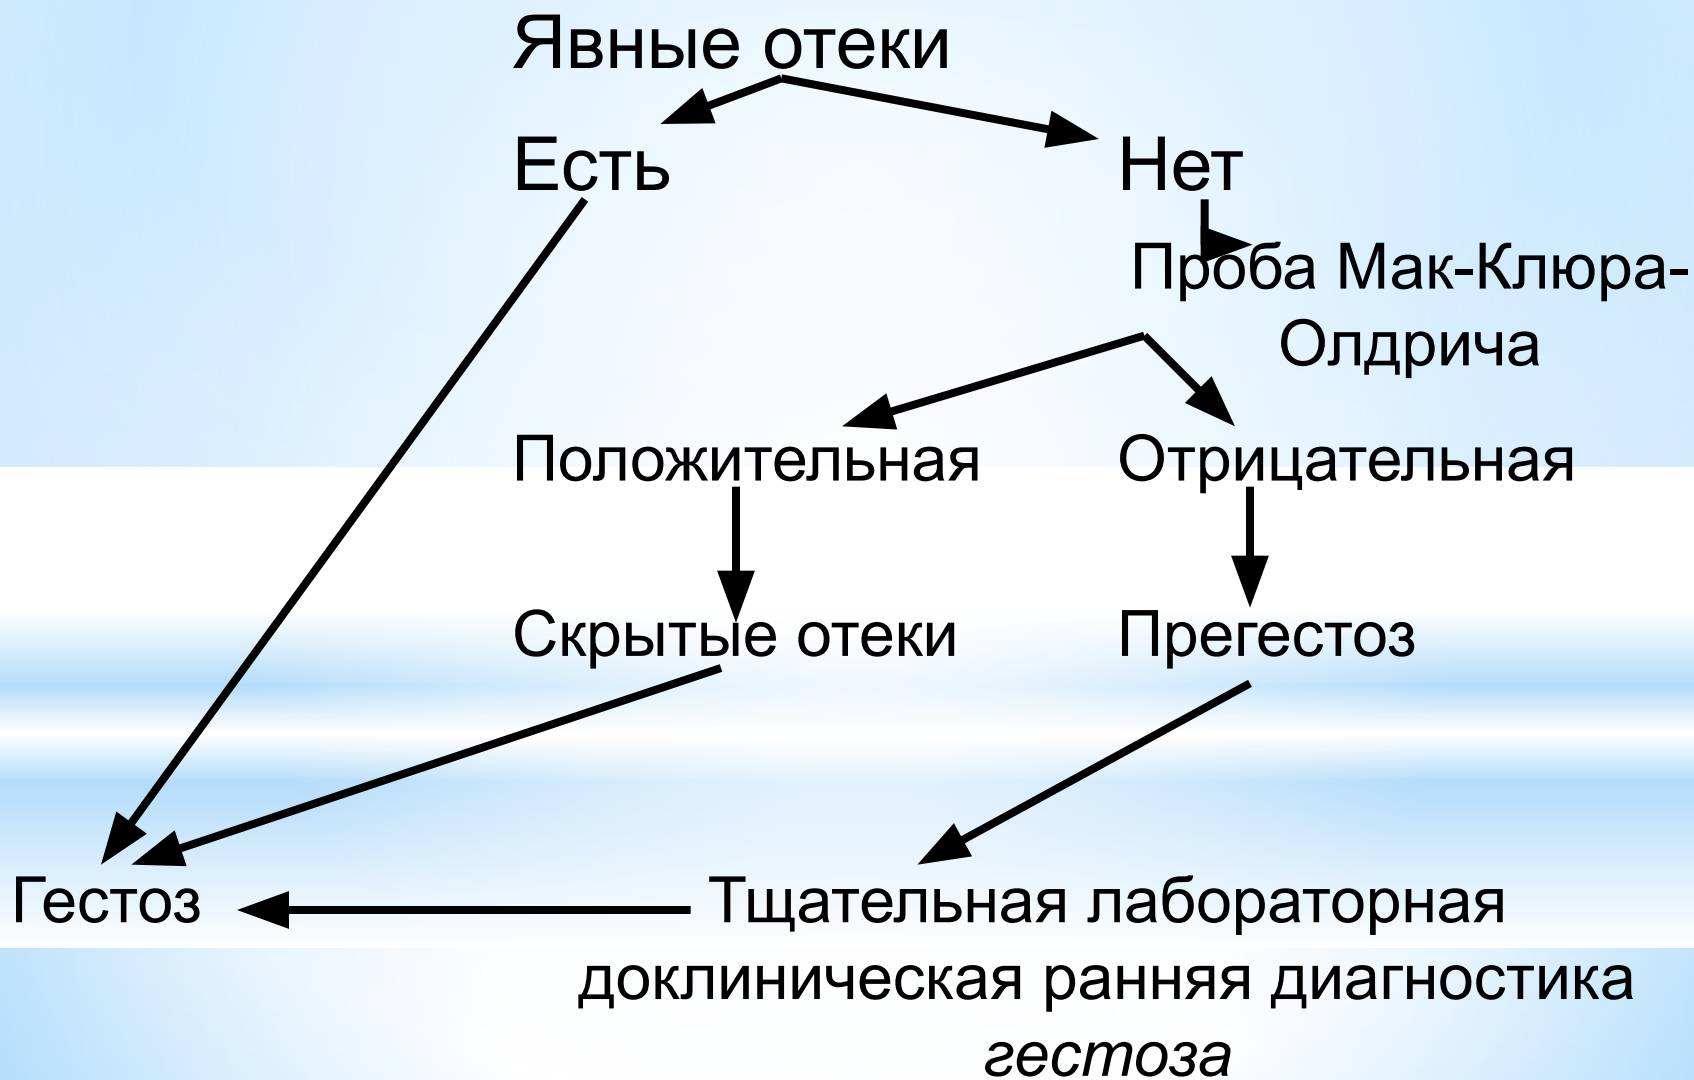 Явные отеки
Есть
Нет
Проба Мак-Клюра-
Олдрича
Положительная
Отрицательная
Скрытые отеки
Прегестоз
Гестоз
Тщательная лабораторная
доклиническая ранняя диагностика
гестоза